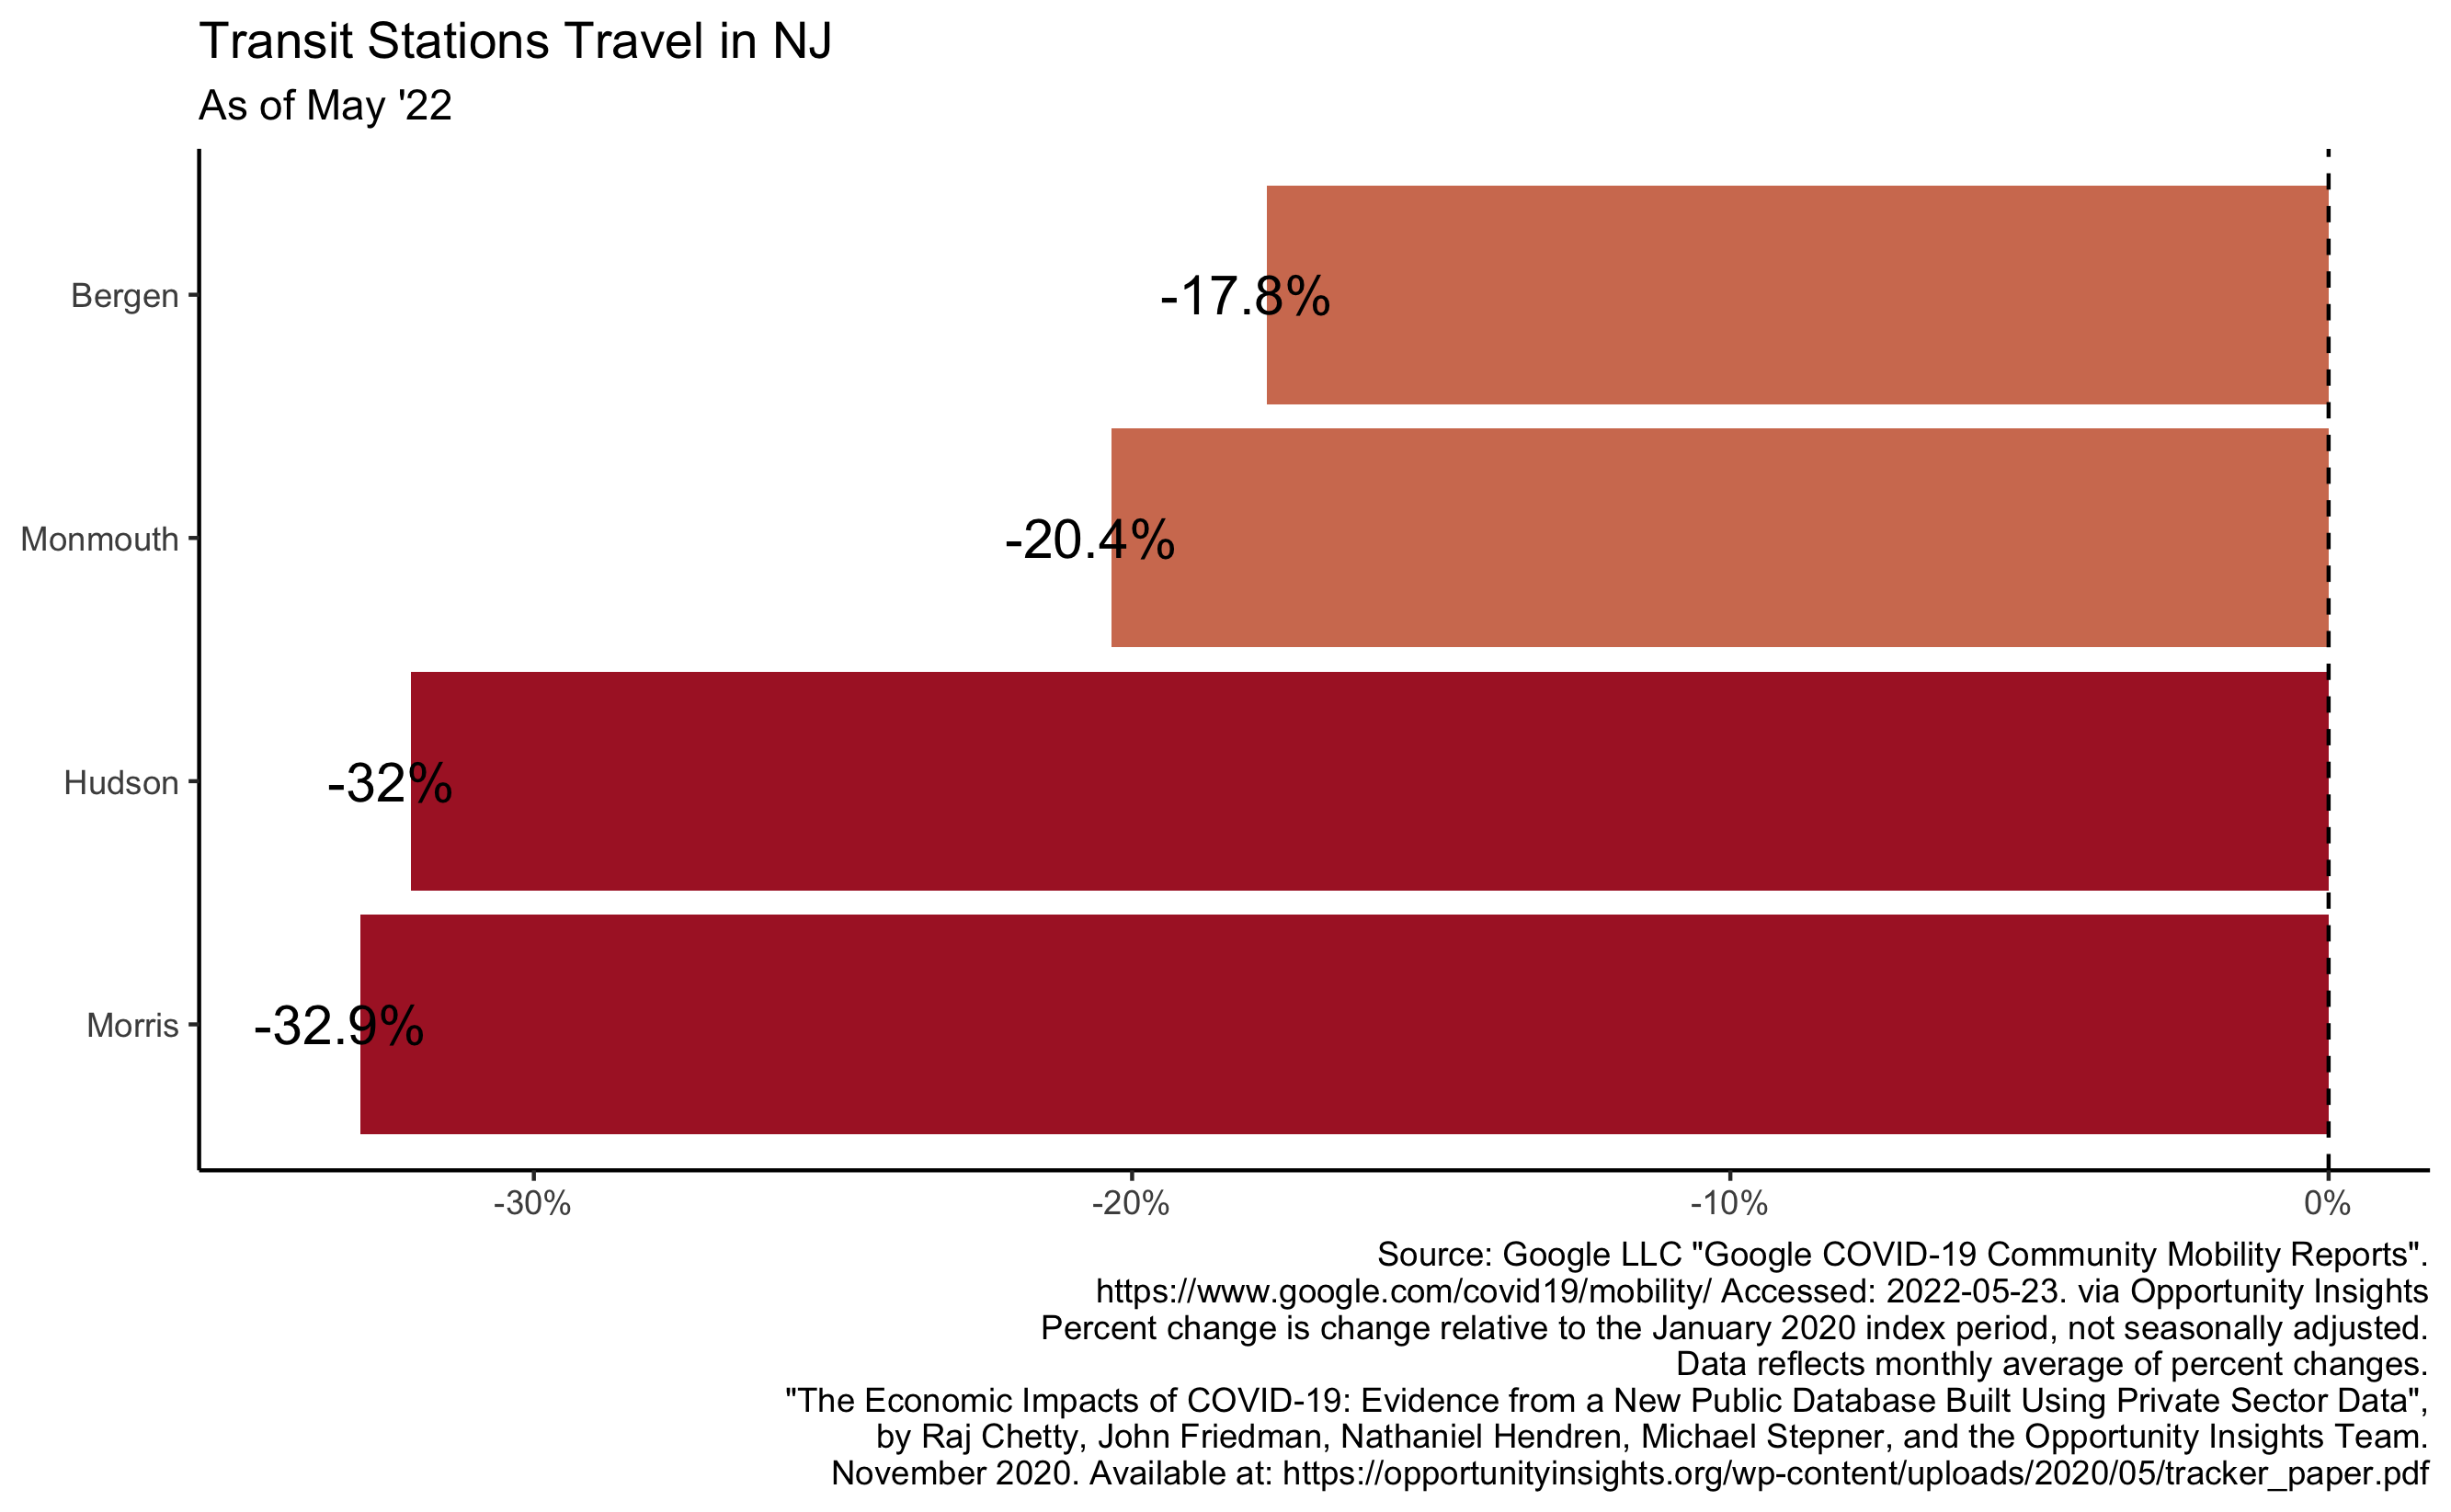 Transit Stations Travel in NJ
As of May '22
Bergen
-17.8%
Monmouth
-20.4%
Hudson
-32%
Morris
-32.9%
-30%
-20%
-10%
0%
Source: Google LLC "Google COVID-19 Community Mobility Reports".
https://www.google.com/covid19/mobility/ Accessed: 2022-05-23. via Opportunity Insights
Percent change is change relative to the January 2020 index period, not seasonally adjusted.
Data reflects monthly average of percent changes.
"The Economic Impacts of COVID-19: Evidence from a New Public Database Built Using Private Sector Data",
by Raj Chetty, John Friedman, Nathaniel Hendren, Michael Stepner, and the Opportunity Insights Team.
November 2020. Available at: https://opportunityinsights.org/wp-content/uploads/2020/05/tracker_paper.pdf